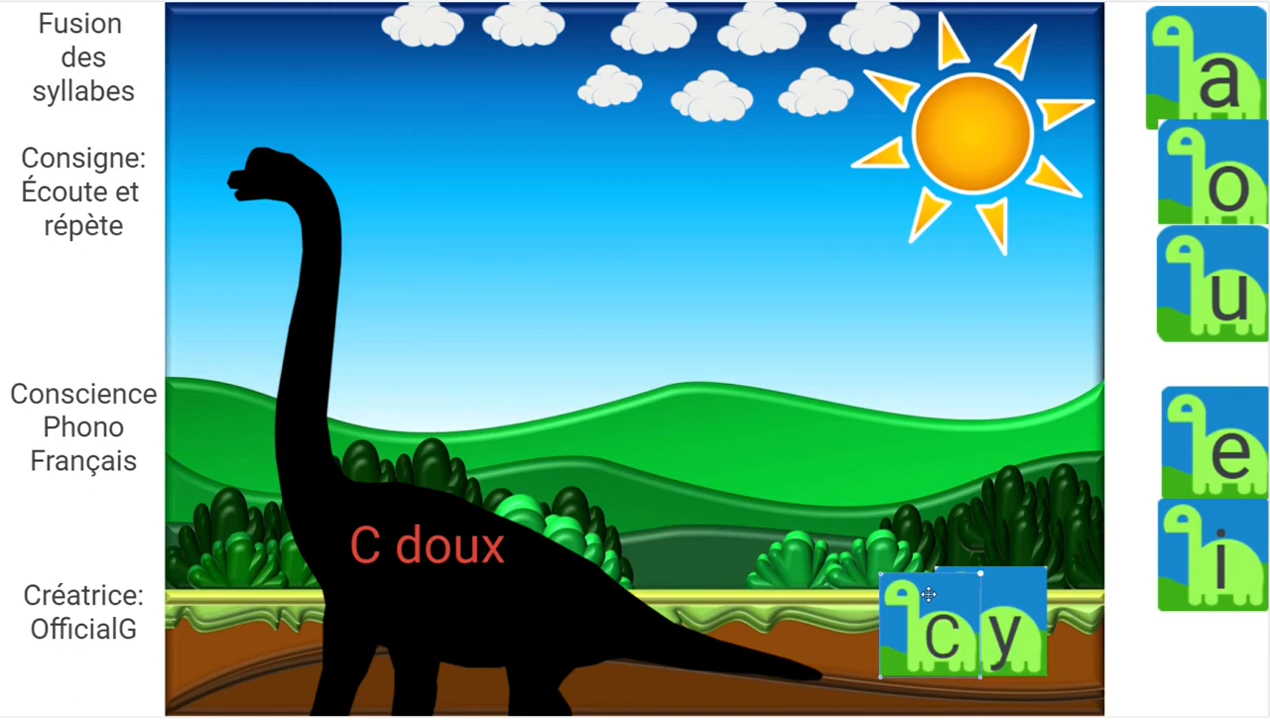 Fusion
des
syllabes
Consigne:
Écoute et
répète
Conscience
Phono
Français
Créatrice:
OfficialG
C doux
c y
a
o
u
e
i